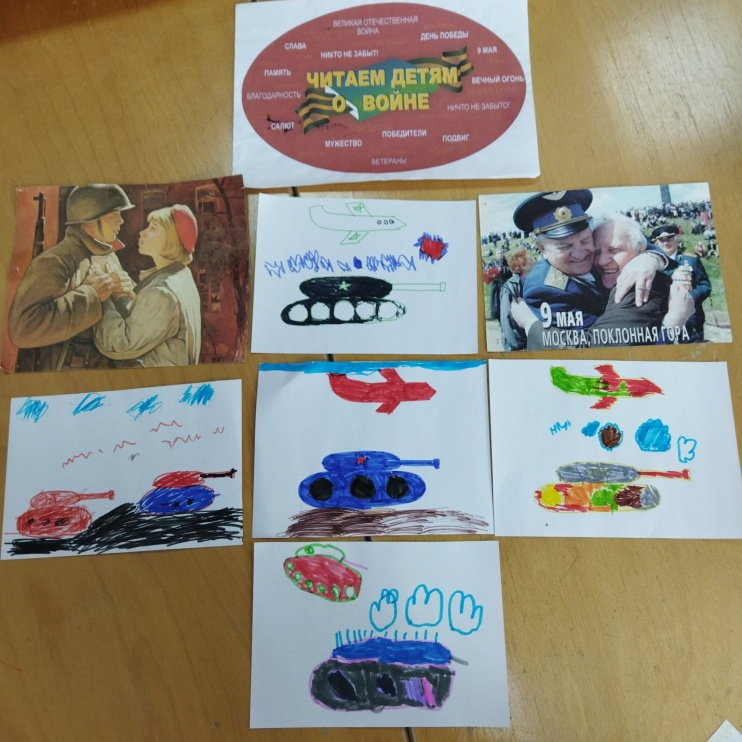 ВЕЛИКАЯ ОТЕЧЕСТВЕННАЯ
ВОЙНА
СЛАВА
ДЕНЬ ПОБЕДЫ
НИКТО НЕ ЗАБЫТ!
9 МАЯ
ПАМЯТЬ
ЧИТАЕМ ДЕТЯМ
О ВОЙНЕ
ВЕЧНЫЙ ОГОНЬ
БЛАГОДАРНОСТЬ
НИЧТО НЕ ЗАБЫТО!
САЛЮТ
МУЖЕСТВО
ПОБЕДИТЕЛИ
ПОДВИГ
ВЕТЕРАНЫ
9 МАЯ
МОСКВА, ПОКЛОННАЯ ГОРА